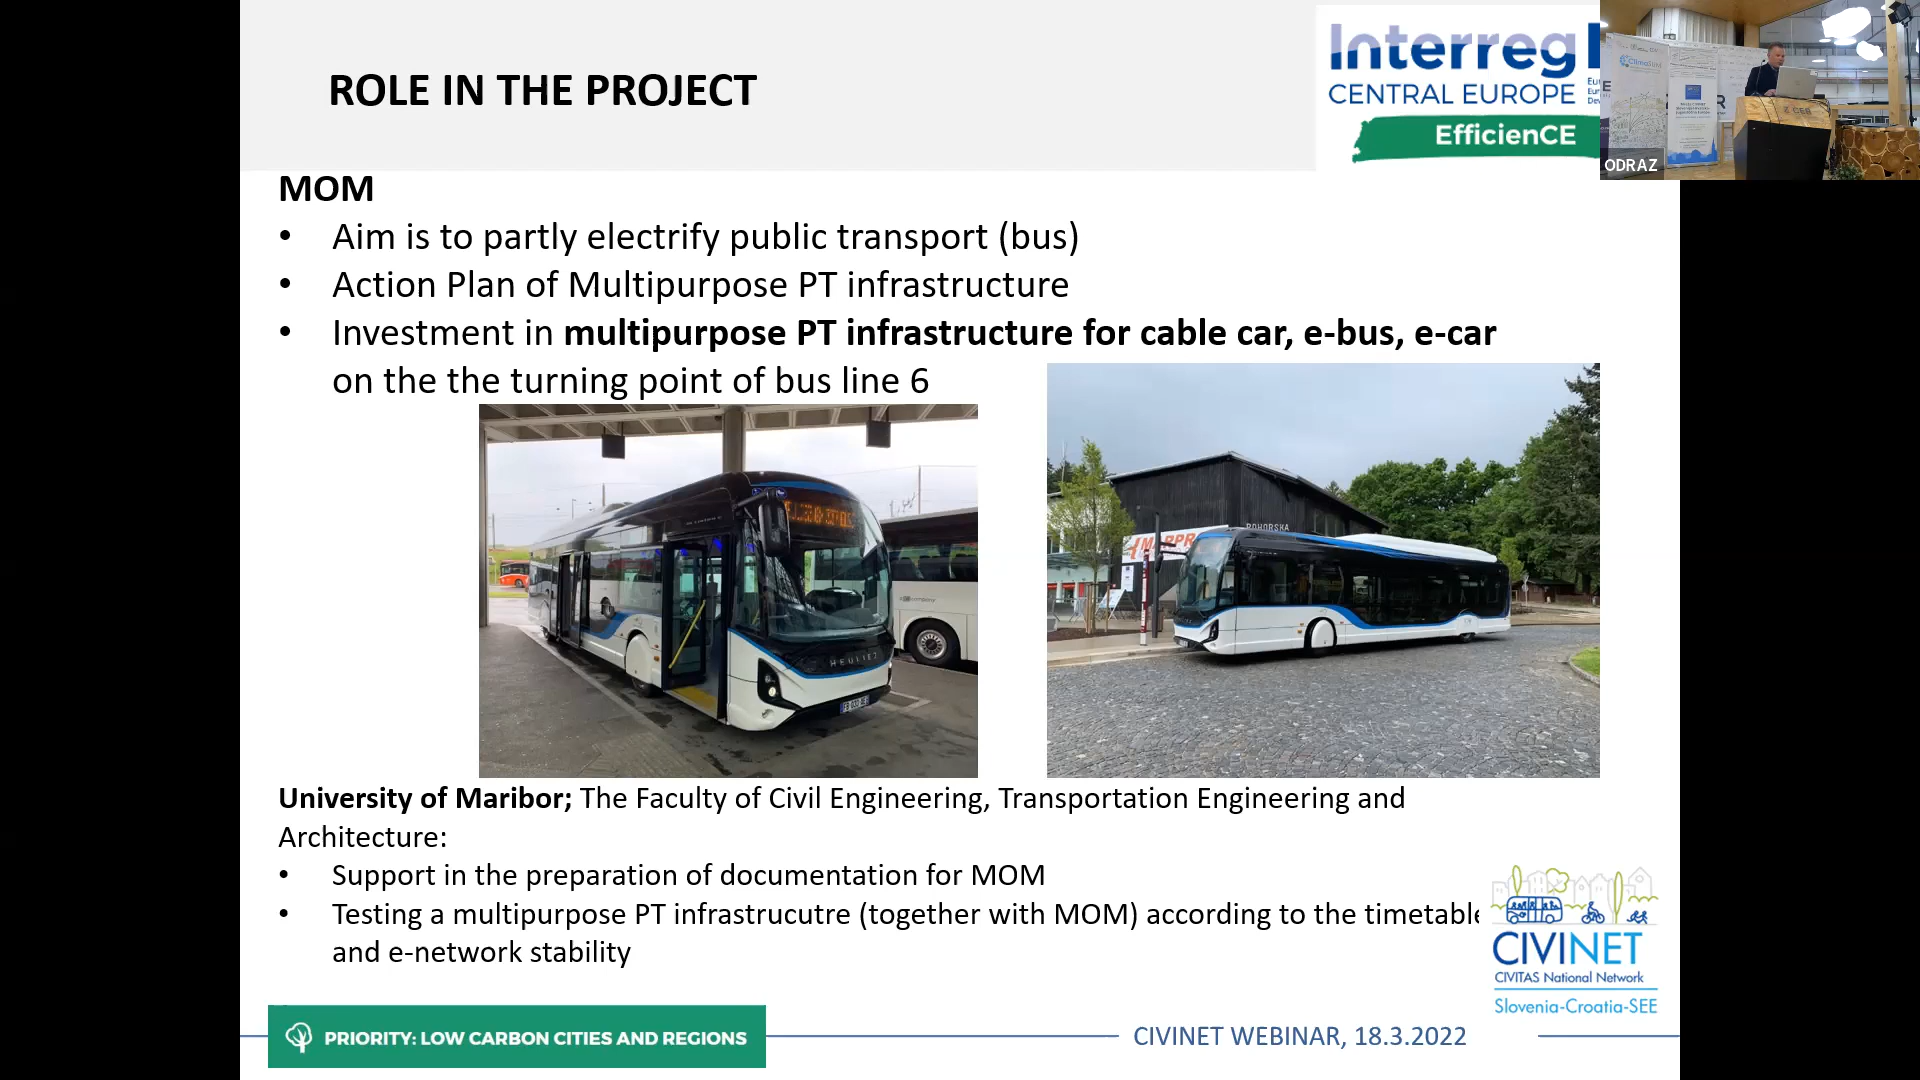 ROLE IN THE PROJECT
Interreg
CENTRAL EUROPE
EfficienCE
ODRAZ
MOM
• Aim is to partly electrify public transport (bus)
• Action Plan of Multipurpose PT infrastructure
• Investment in multipurpose PT infrastructure for cable car, e-bus, e-car
on the the turning point of bus line 6
HEULIEZ
POHORSKA
University of Maribor; The Faculty of Civil Engineering, Transportation Engineering and
Architecture:
• Support in the preparation of documentation for MOM
• Testing a multipurpose PT infrastrucutre (together with MOM) according to the timetable
and e-network stability
CIVINET
CIVITAS National Network
Slovenia-Croatia-SEE
PRIORITY: LOW CARBON CITIES AND REGIONS
CIVINET WEBINAR, 18.3.2022